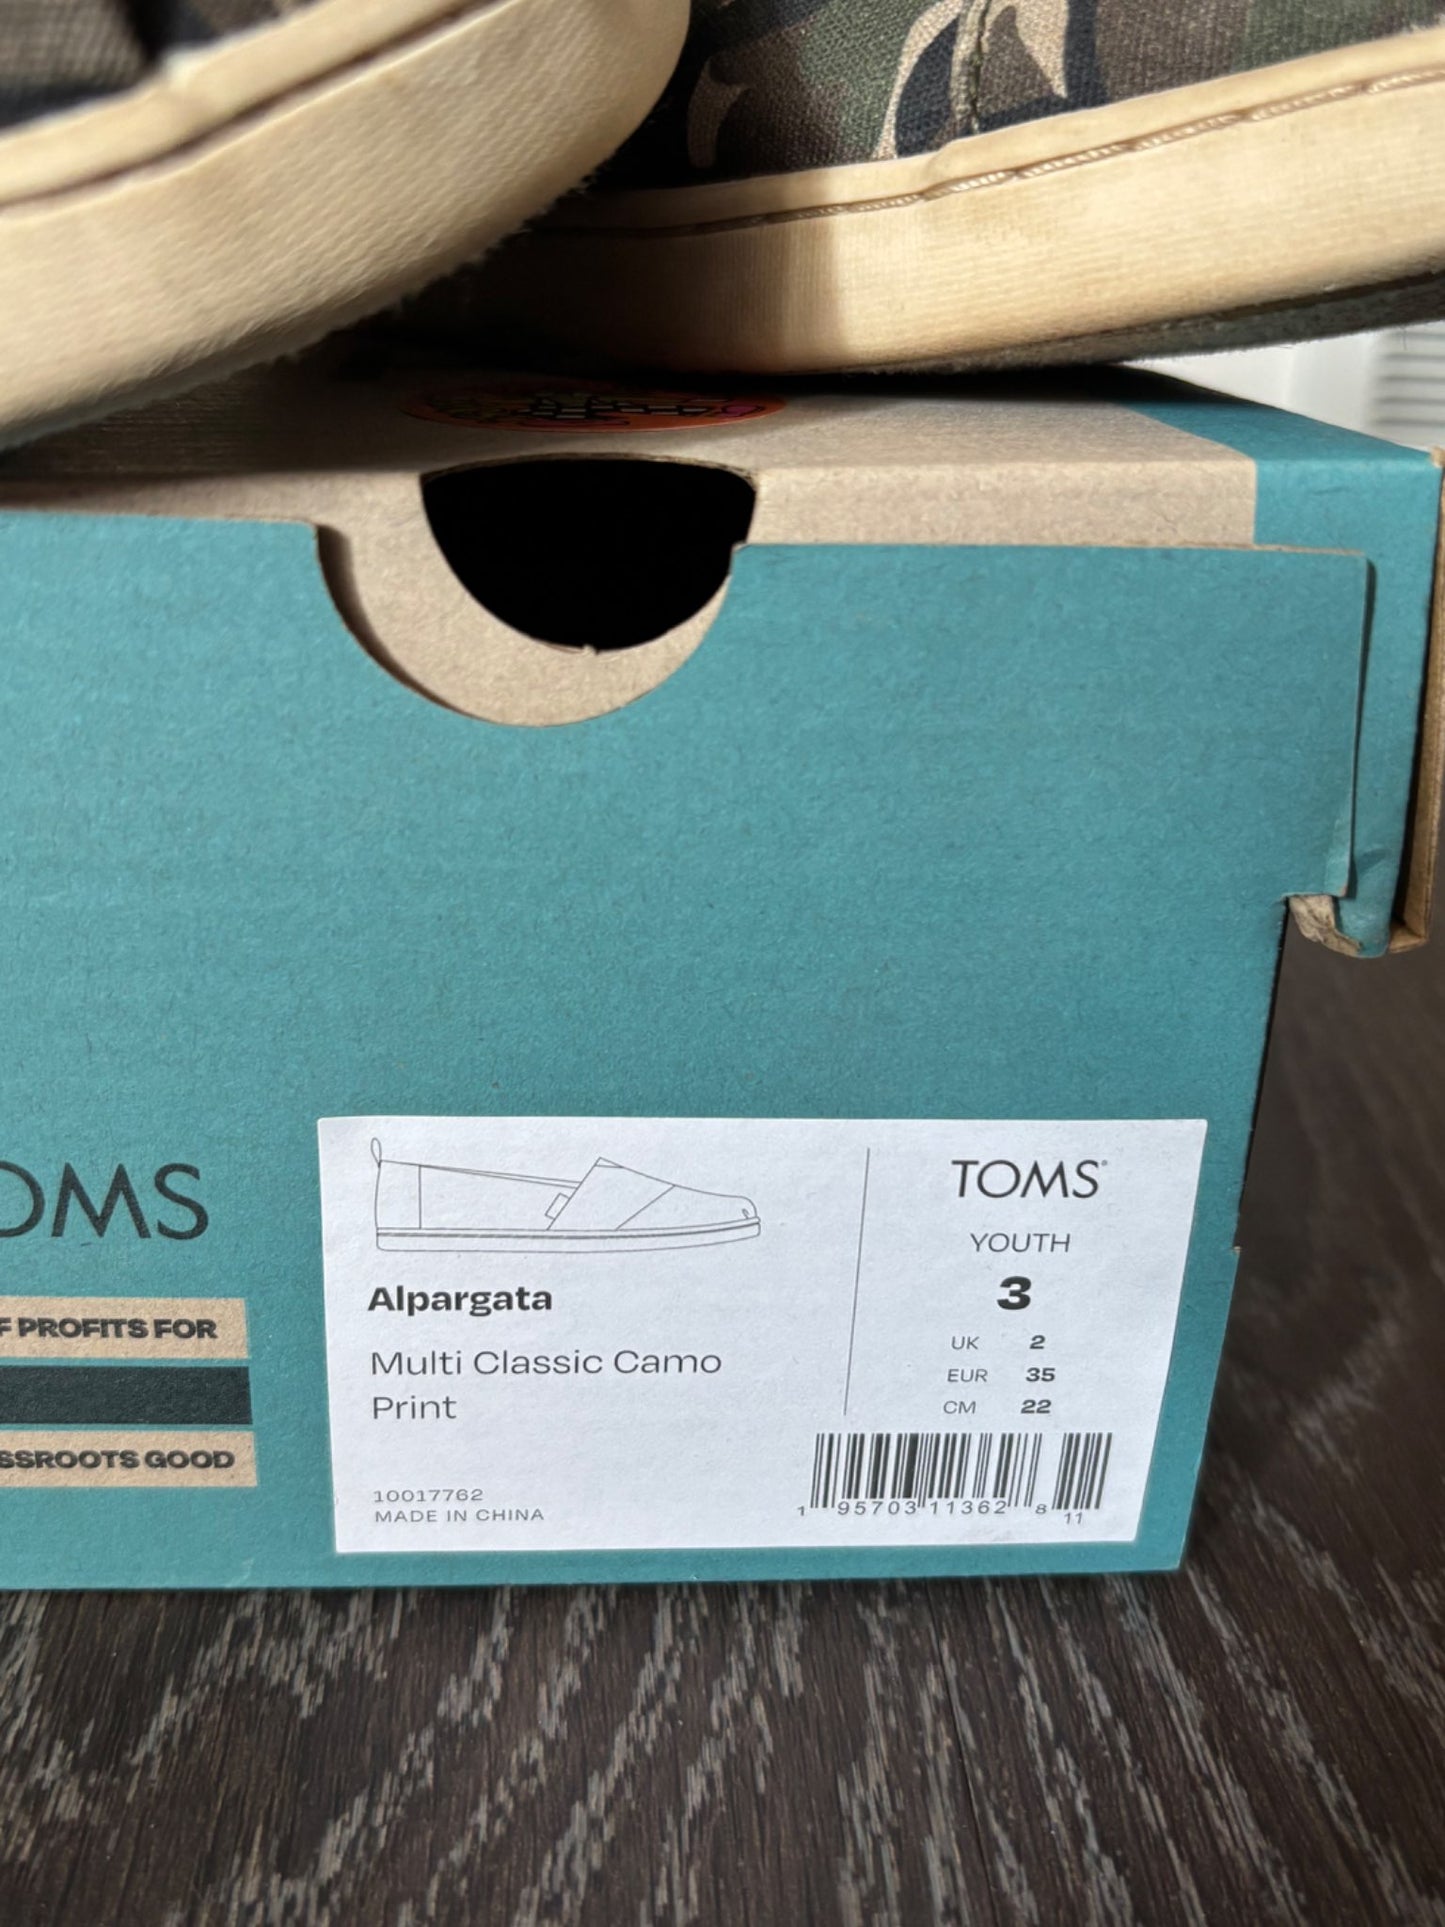 OMS
F PROFITS FOR
SSROOTS GOOD
Alpargata
Multi Classic Camo
Print
10017762
MADE IN CHINA
TOMS
YOUTH
3
UK 2
EUR 35
CM 22
1 95703 11362 8 11